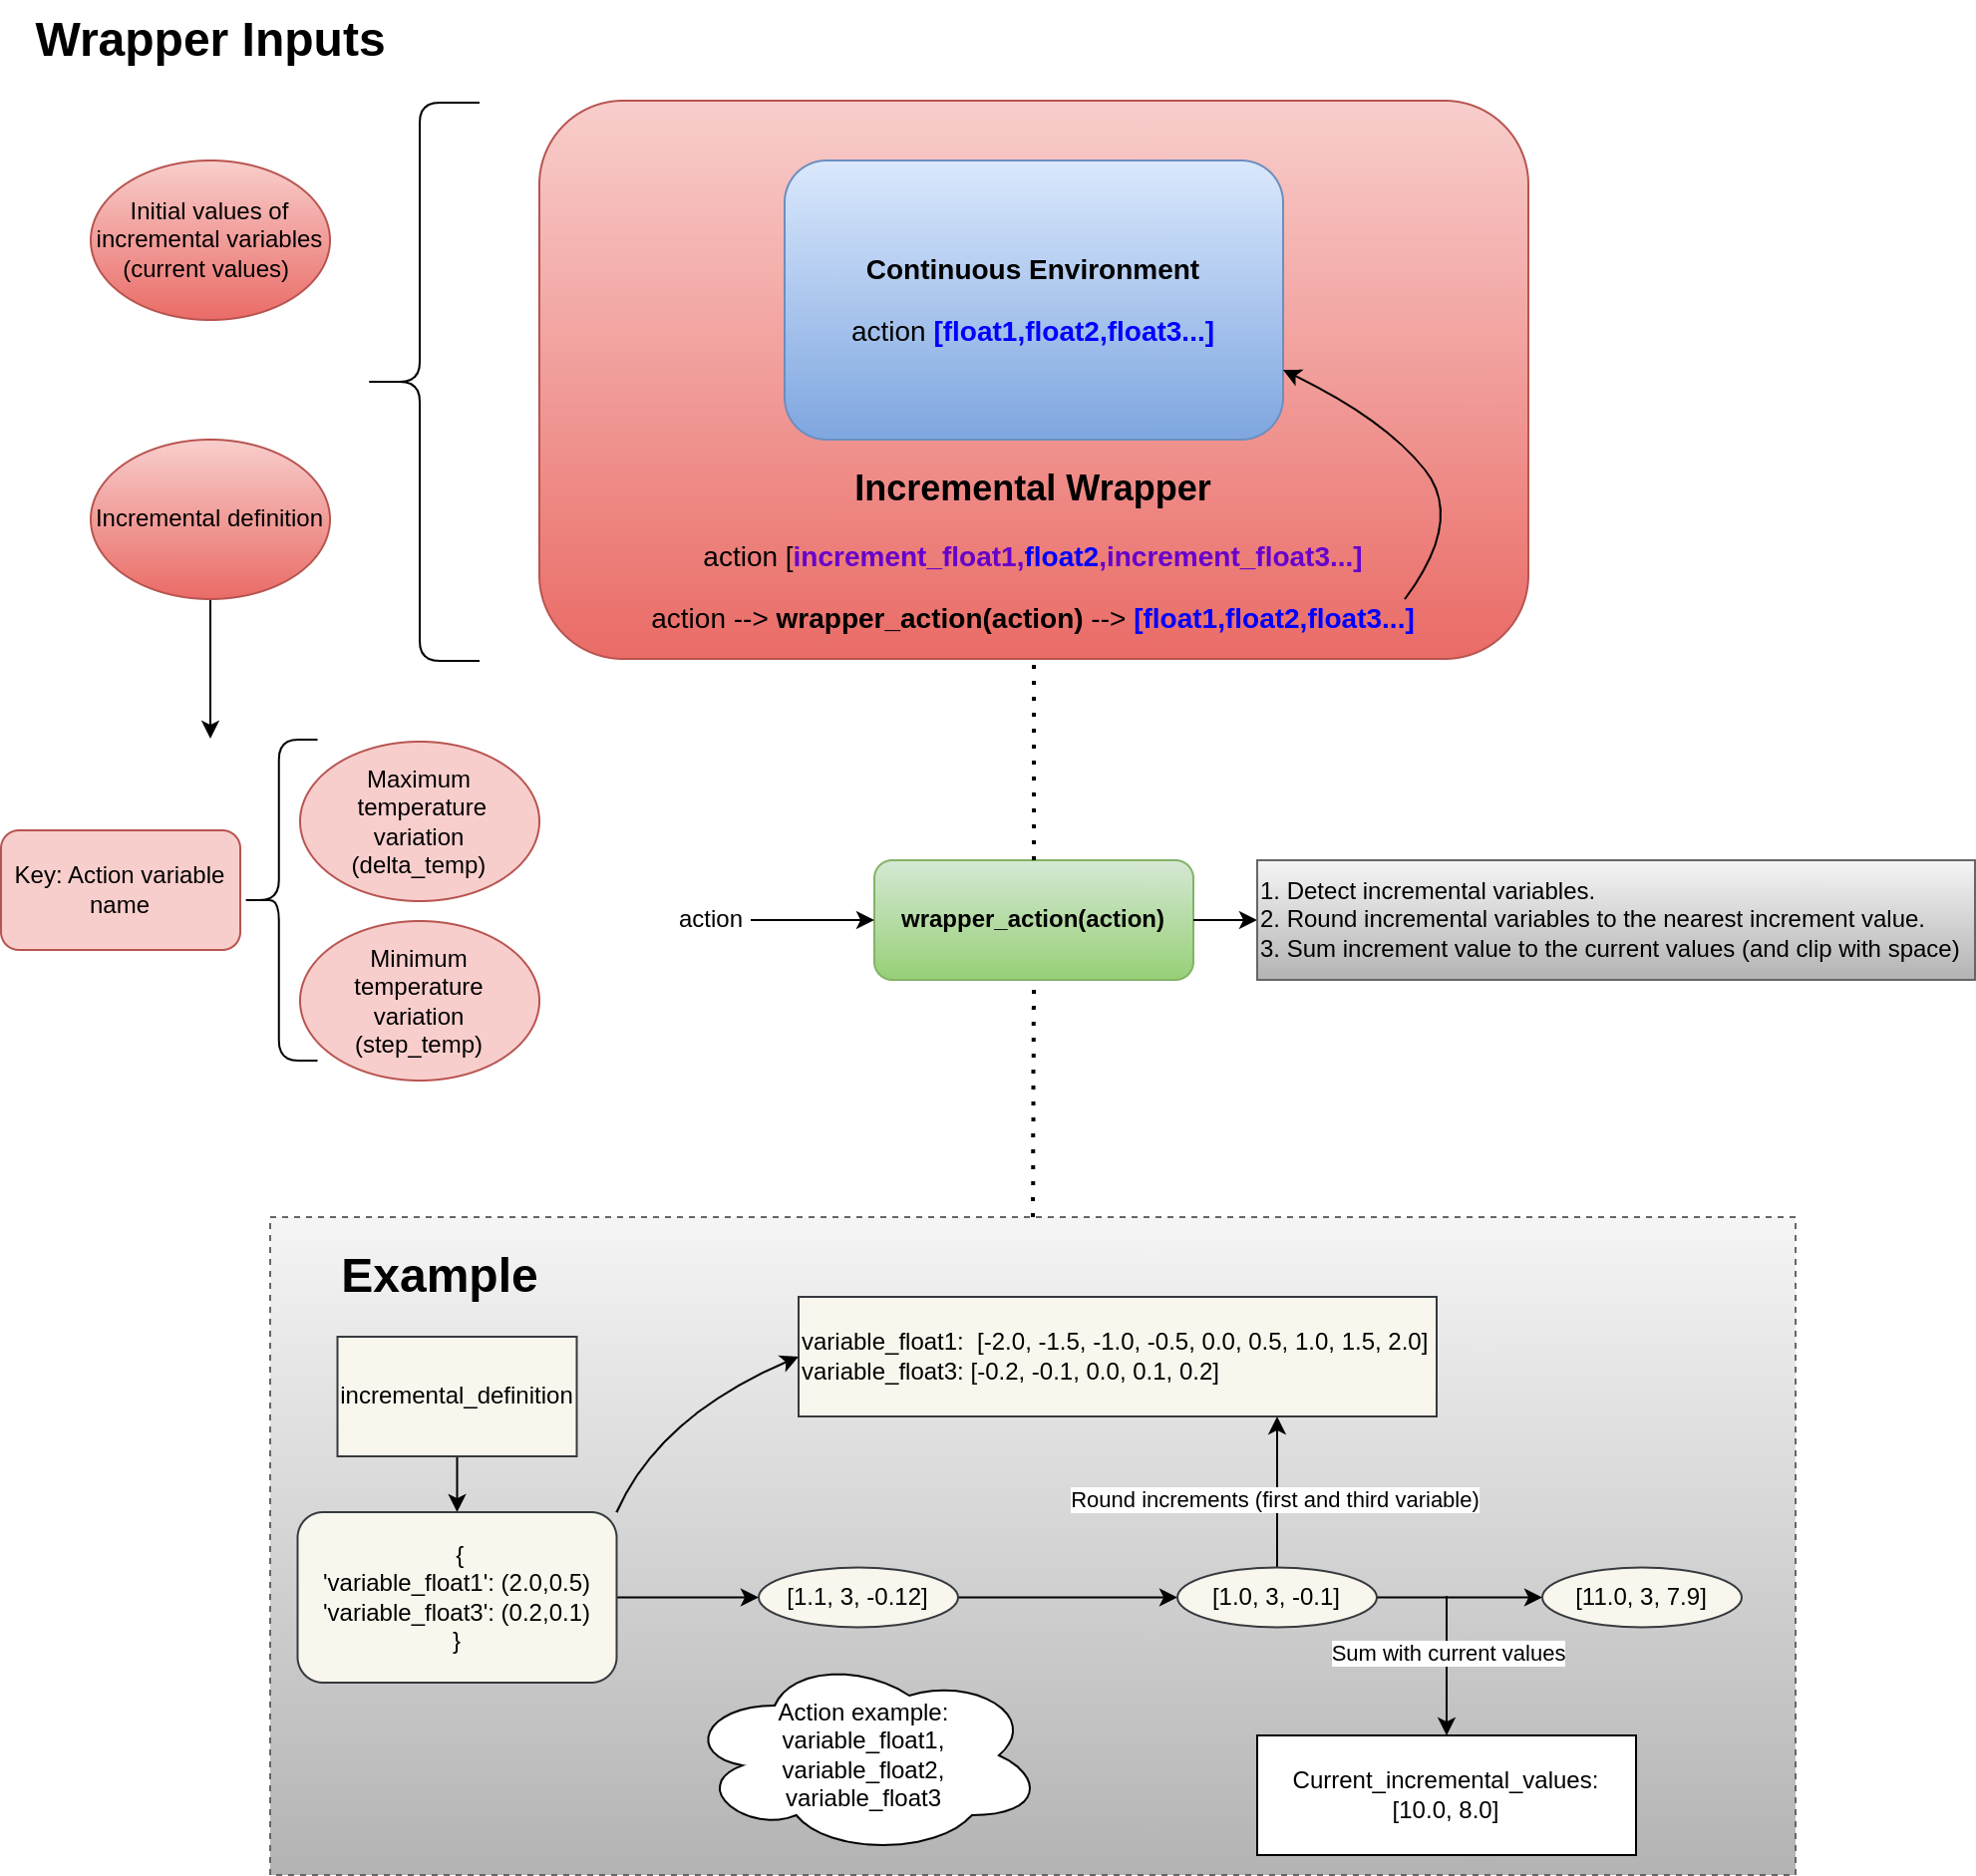 Wrapper Inputs
Initial values of
incremental variables
(current values)
Incremental definition
Continuous Environment
action [float1,float2,float3...]
Incremental Wrapper
action [increment_float1,float2,increment_float3...]
action --> wrapper_action(action) --> [float1,float2,float3...]
Key: Action variable
name
Maximum
temperature
variation
(delta_temp)
Minimum
temperature
variation
(step_temp)
action
wrapper_action(action)
1. Detect incremental variables.
2. Round incremental variables to the nearest increment value.
3. Sum increment value to the current values (and clip with space)
Example
incremental_definition
{
'variable_float1': (2.0,0.5)
'variable_float3': (0.2,0.1)
}
variable_float1:  [-2.0, -1.5, -1.0, -0.5, 0.0, 0.5, 1.0, 1.5, 2.0]
variable_float3: [-0.2, -0.1, 0.0, 0.1, 0.2]
Round increments (first and third variable)
[1.1, 3, -0.12]
[1.0, 3, -0.1]
[11.0, 3, 7.9]
Sum with current values
Action example:
variable_float1,
variable_float2,
variable_float3
Current_incremental_values:
[10.0, 8.0]